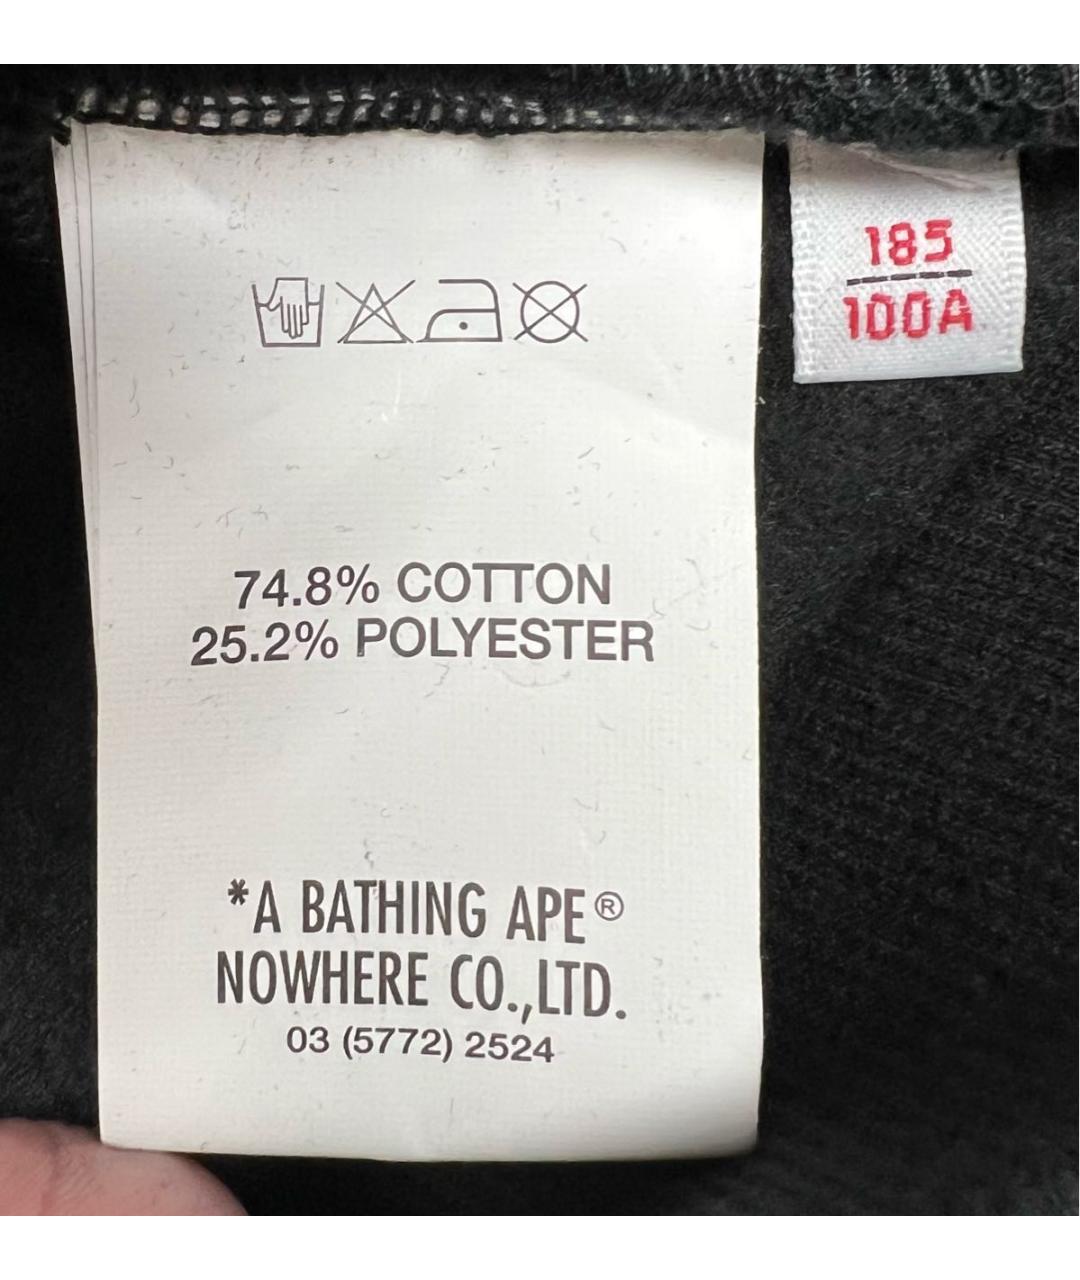 185
100A
74.8% COTTON
25.2% POLYESTER
*A BATHING APE®
NOWHERE CO.,LTD.
03 (5772) 2524